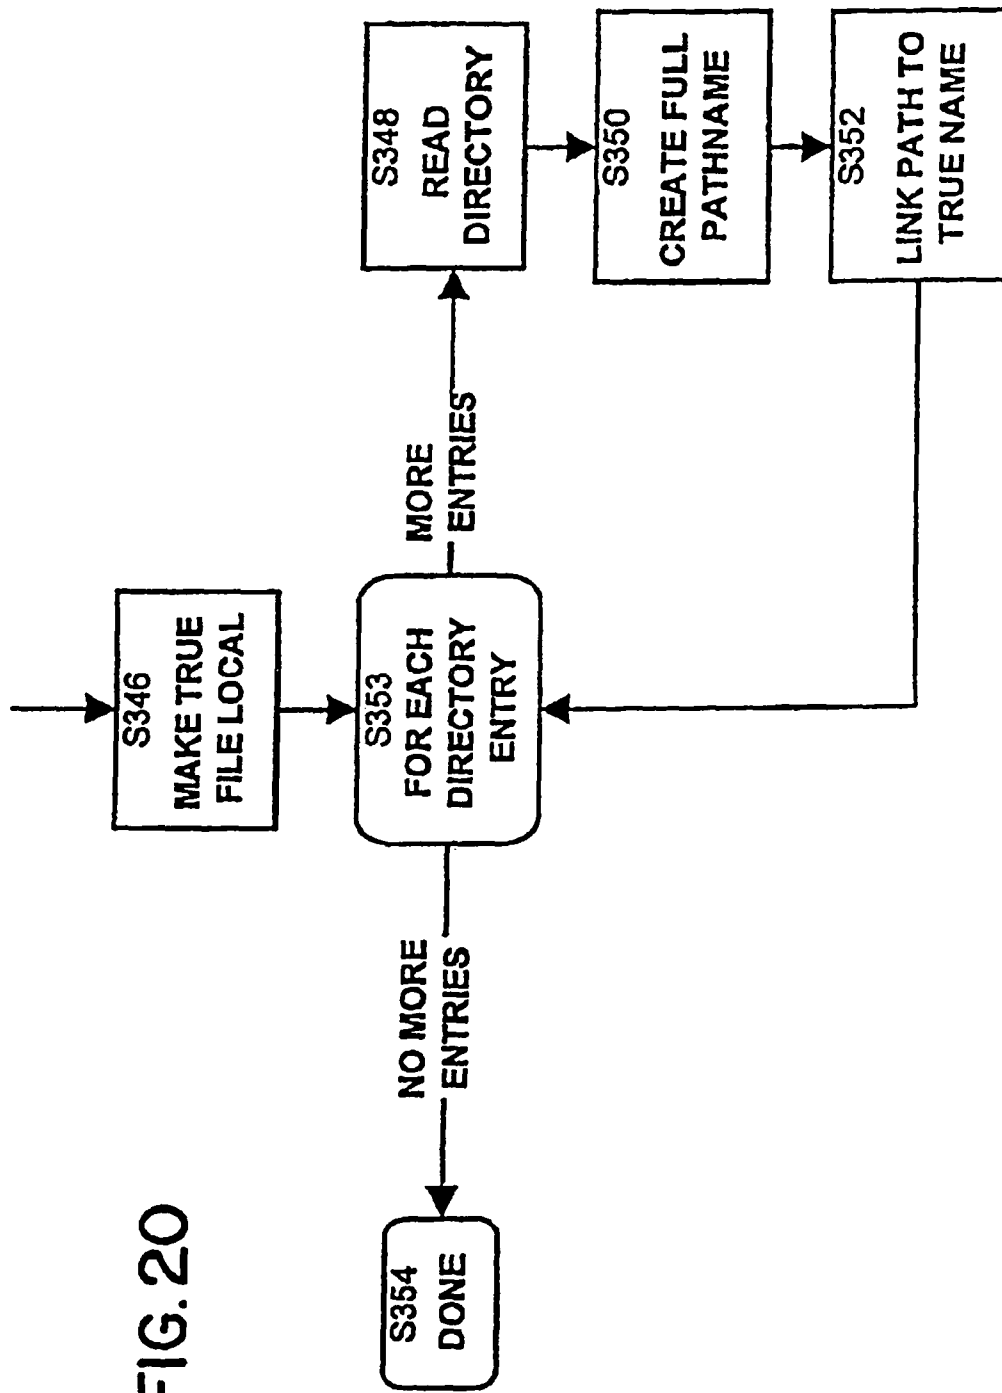 FIG. 20
S346
MAKE TRUE
FILE LOCAL
S353
FOR EACH
DIRECTORY
ENTRY
NO MORE
ENTRIES
S354
DONE
MORE
ENTRIES
S348
READ
DIRECTORY
S350
CREATE FULL
PATHNAME
S352
LINK PATH TO
TRUE NAME